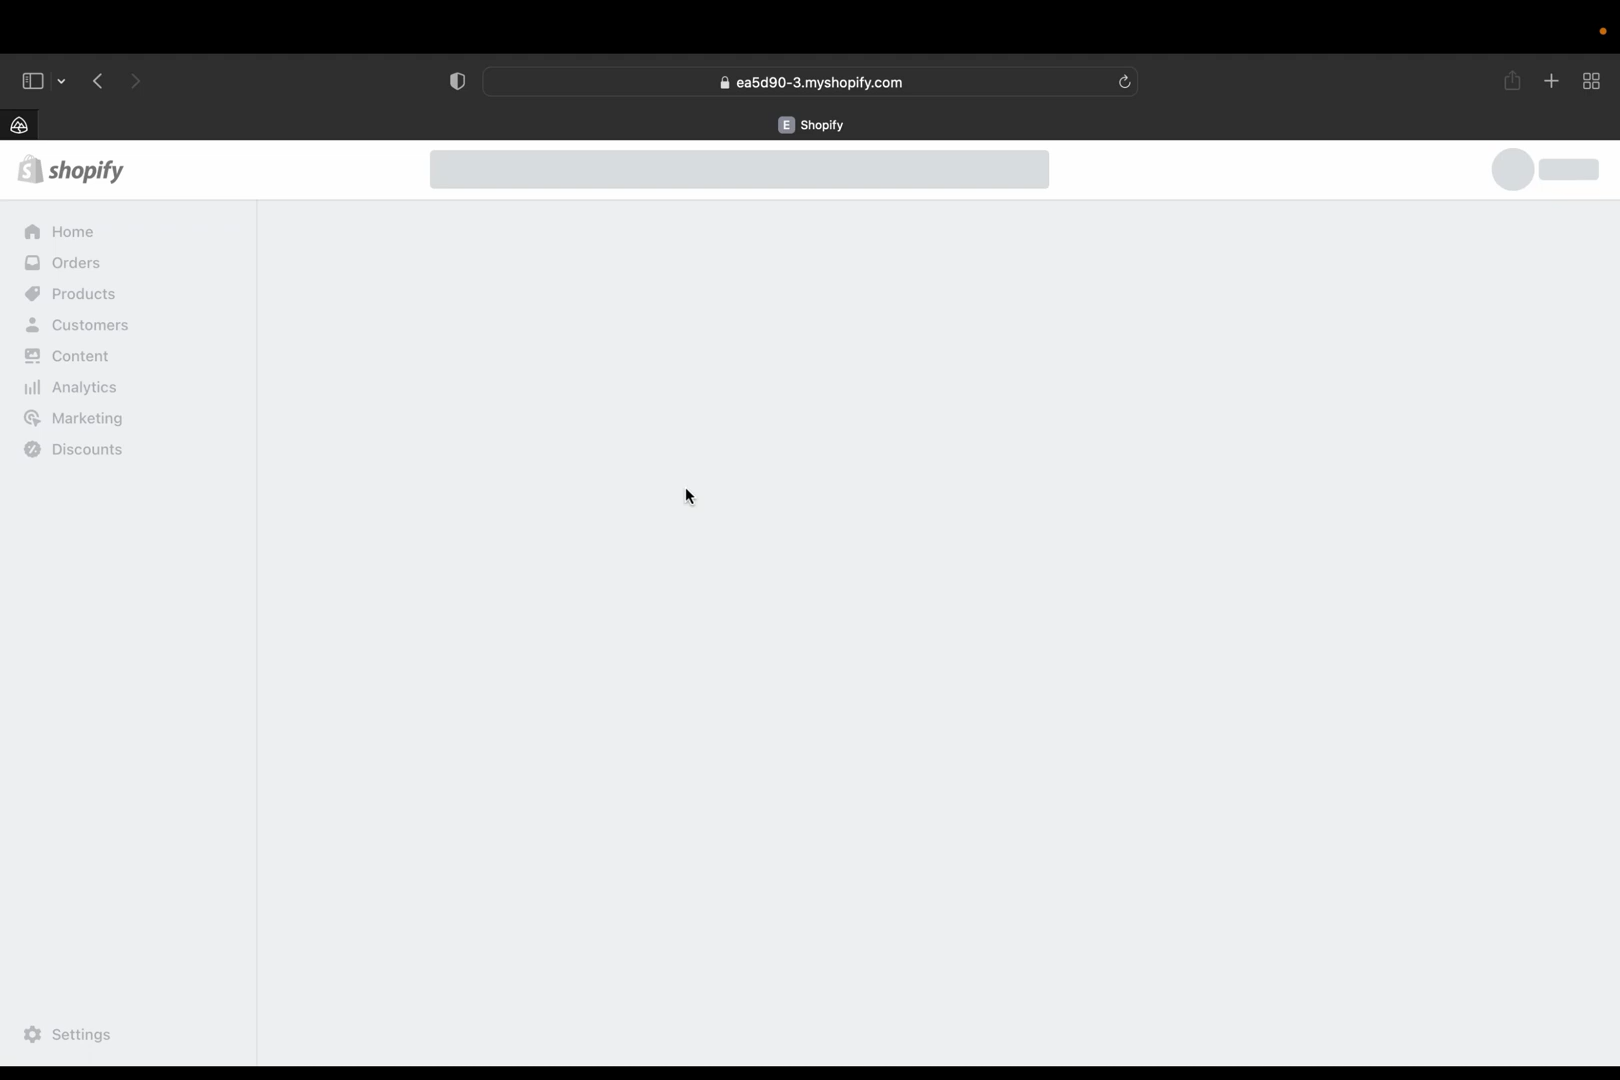 ea5d90-3.myshopify.com
E Shopify
shopify
Home
Orders
Products
Customers
Content
Analytics
Marketing
Discounts
Settings